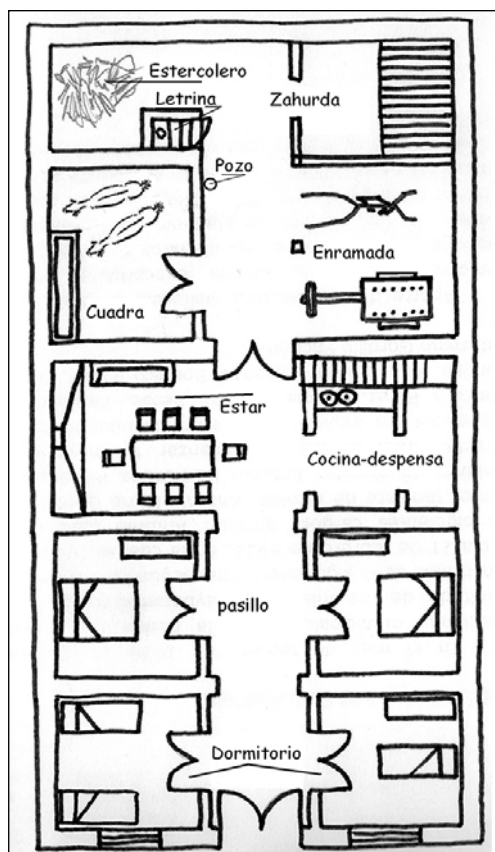 Estercolero
Letrina
Zahurda
Pozo
Enramada
Cuadra
Estar
Cocina-despensa
pasillo
Dormitorio